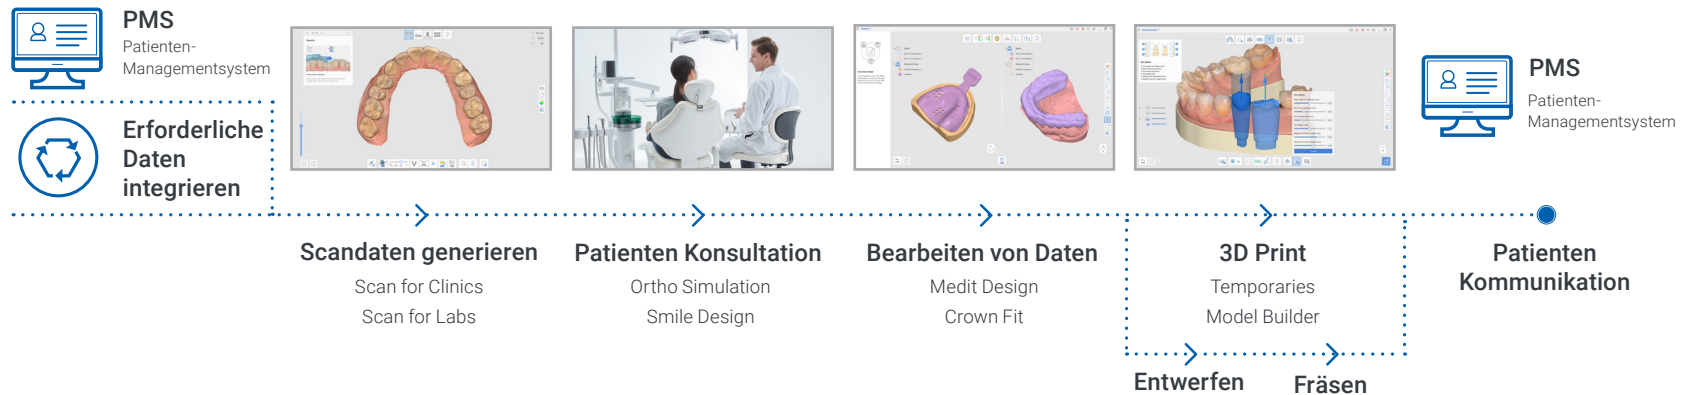 PMS
Patienten-
Managementsystem
Erforderliche
Daten
integrieren
Scandaten generieren
Scan for Clinics
Scan for Labs
Patienten Konsultation
Ortho Simulation
Smile Design
Bearbeiten von Daten
Medit Design
Crown Fit
3D Print
Temporaries
Model Builder
Entwerfen
Fräsen
PMS
Patienten-
Managementsystem
Patienten
Kommunikation